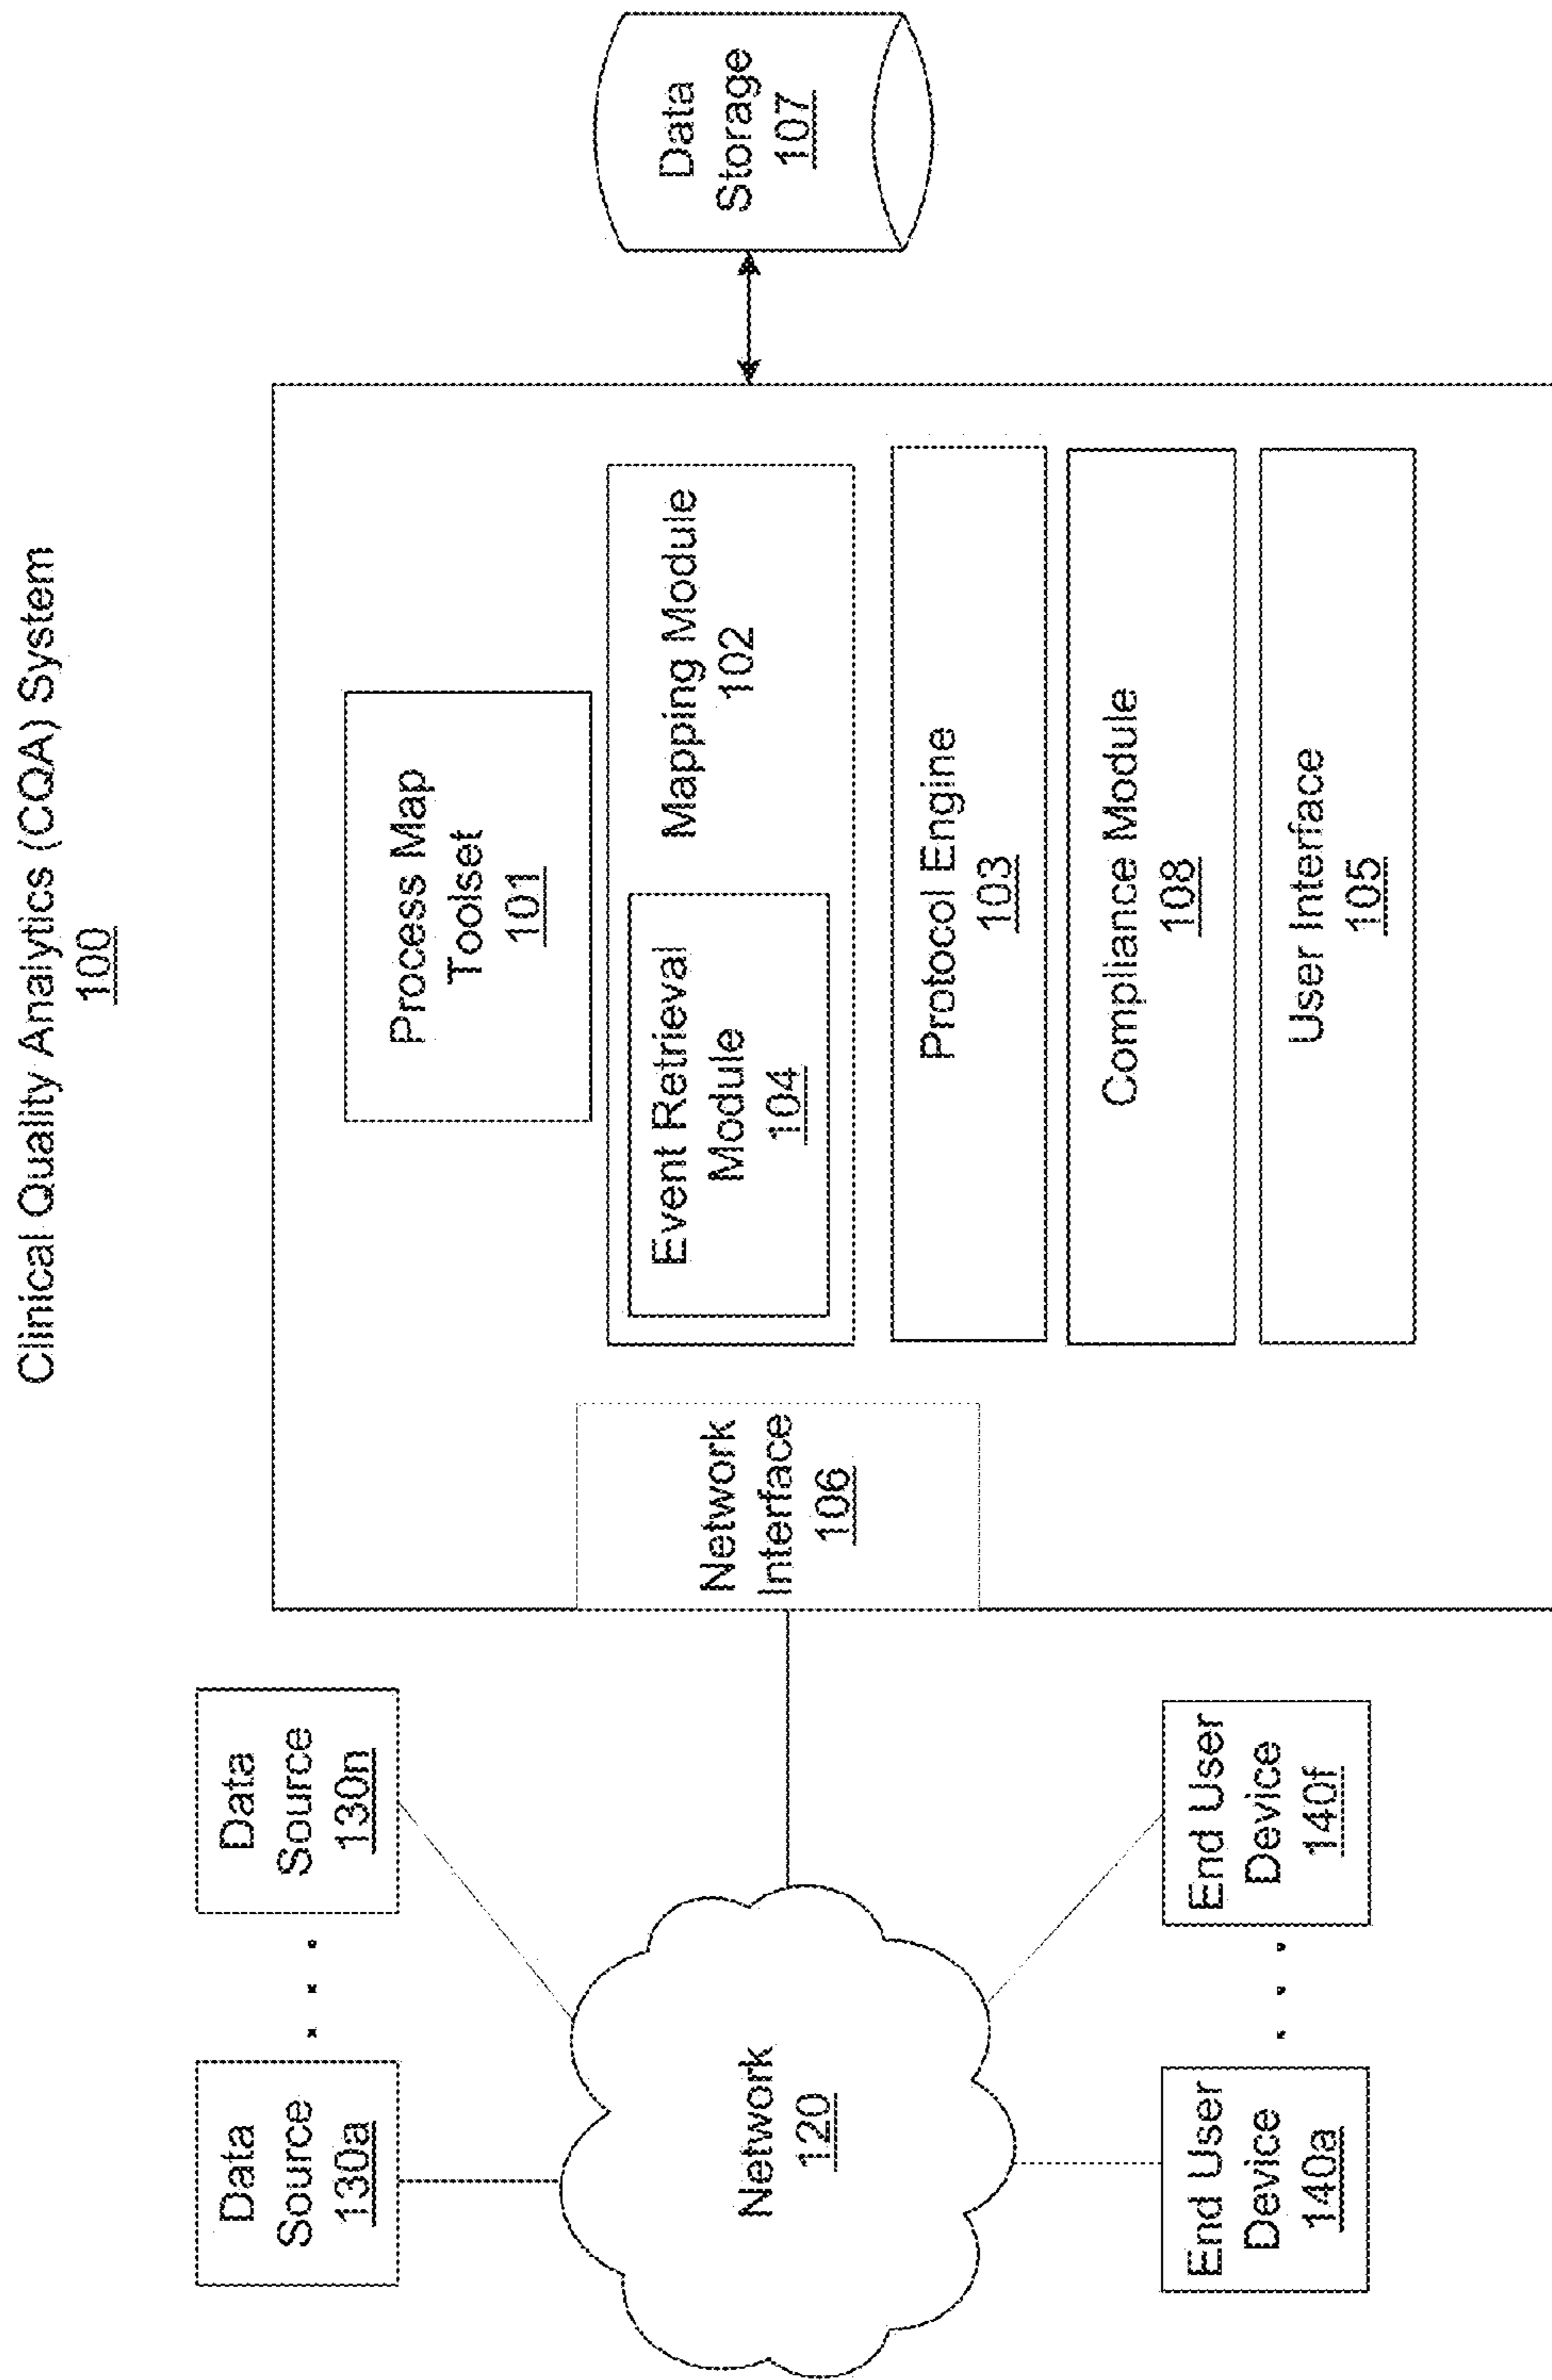 Clinical Quality Analytics (CQA) System
100
Data
Source
130a
Data
Source
130n
Network
120
End User
Device
140a
End User
Device
140f
Network
Interface
106
Process Map
Toolset
101
Event Retrieval
Module
104
Mapping Module
102
Protocol Engine
103
Compliance Module
108
User Interface
105
Data
Storage
107